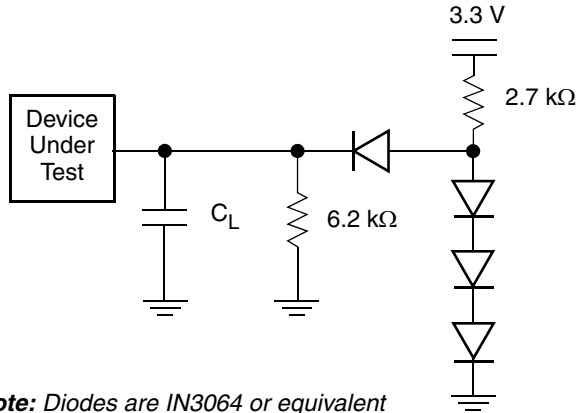 3.3 V
2.7 kΩ
Device
Under
Test
C_L
6.2 kΩ
ote: Diodes are IN3064 or equivalent